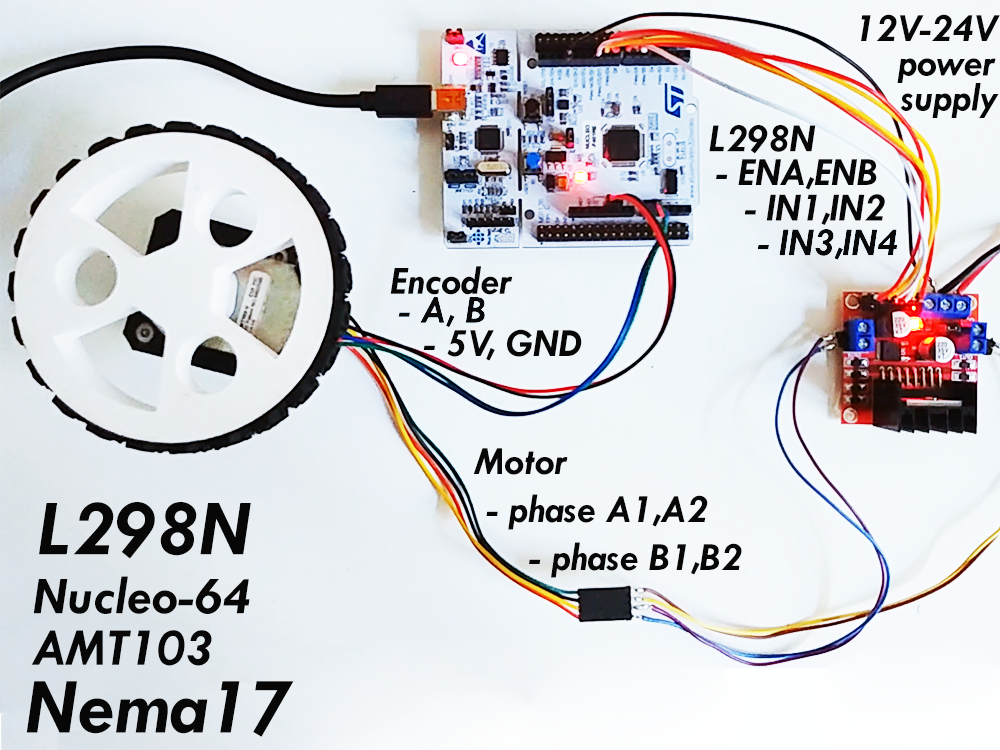 12V-24V
power
supply
L298N
- ENA,ENB
- IN1,IN2
- IN3,IN4
Encoder
- A, B
- 5V, GND
Motor
- phase A1,A2
- phase B1,B2
L298N
Nucleo-64
AMT103
Nema17